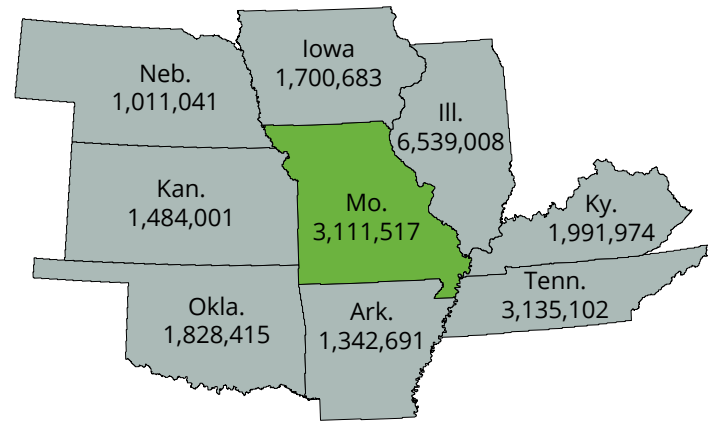 Iowa
1,700,683
Neb.
1,011,041
Ill.
6,539,008
Kan.
1,484,001
Mo.
3,111,517
Ky.
1,991,974
Tenn.
3,135,102
Okla.
1,828,415
Ark.
1,342,691